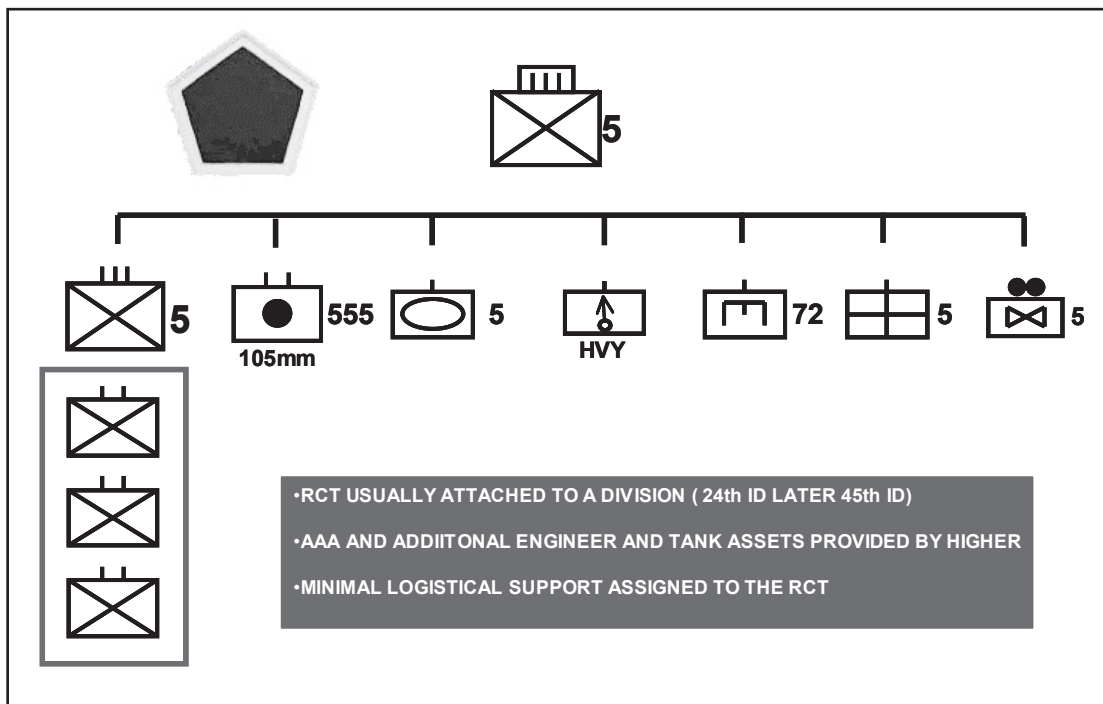 5
5
555
5
72
5
5
105mm
HVY
•RCT USUALLY ATTACHED TO A DIVISION ( 24th ID LATER 45th ID)
•AAA AND ADDIITONAL ENGINEER AND TANK ASSETS PROVIDED BY HIGHER
•MINIMAL LOGISTICAL SUPPORT ASSIGNED TO THE RCT